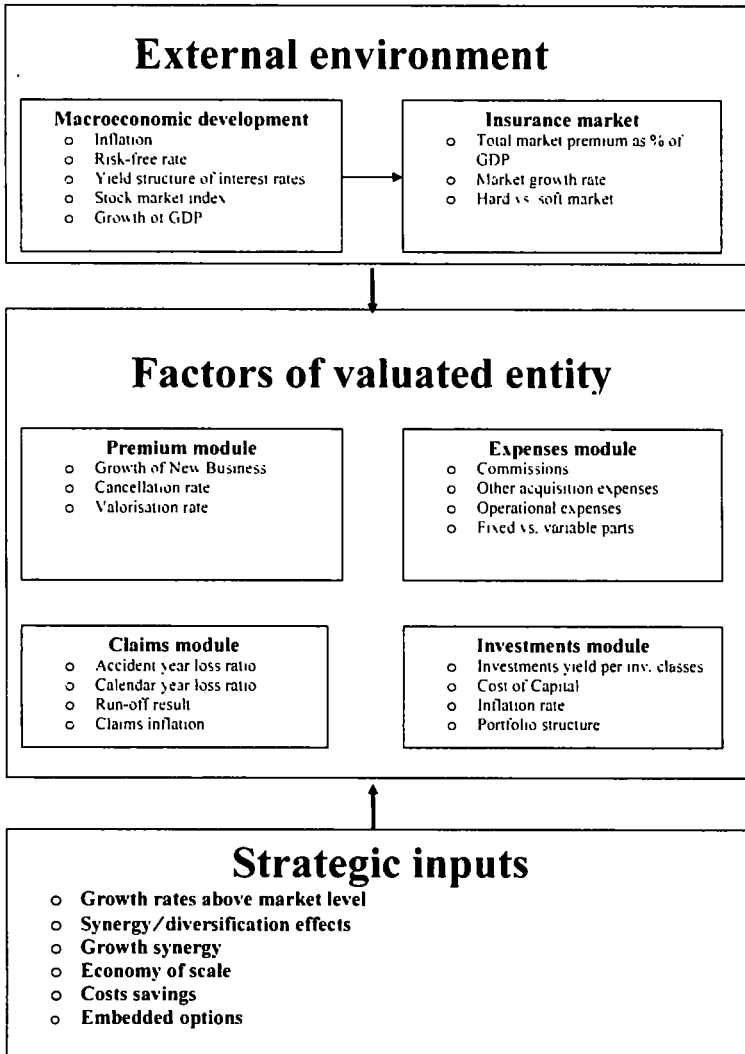 External environment
Macroeconomic development
o Inflation
o Risk-free rate
o Yield structure of interest rates
o Stock market index
o Growth of GDP
Insurance market
o Total market premium as % of
GDP
o Market growth rate
o Hard vs. soft market
Factors of valuated entity
Premium module
o Growth of New Business
o Cancellation rate
o Valorisation rate
Expenses module
o Commissions
o Other acquisition expenses
o Operational expenses
o Fixed vs. variable parts
Claims module
o Accident year loss ratio
o Calendar year loss ratio
o Run-off result
o Claims inflation
Investments module
o Investments yield per inv. classes
o Cost of Capital
o Inflation rate
o Portfolio structure
Strategic inputs
o Growth rates above market level
o Synergy/diversification effects
o Growth synergy
o Economy of scale
o Costs savings
o Embedded options